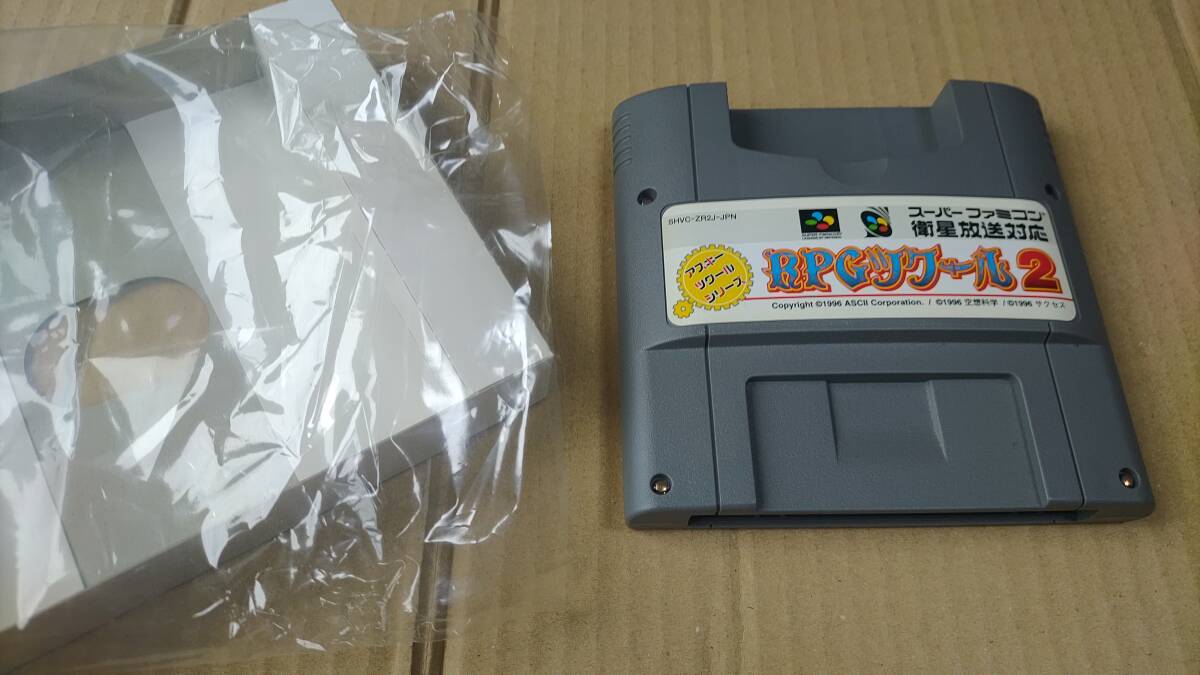 SHVC-ZR2J-JPN
SUPER FAMICOM
スーパーファミコン
衛星放送対応
アスキー
ツクール
シリーズ
RPGツクール2
Copyright ©1996 ASCII Corporation. / ©1996 空想科学 / ©1996 サクセス